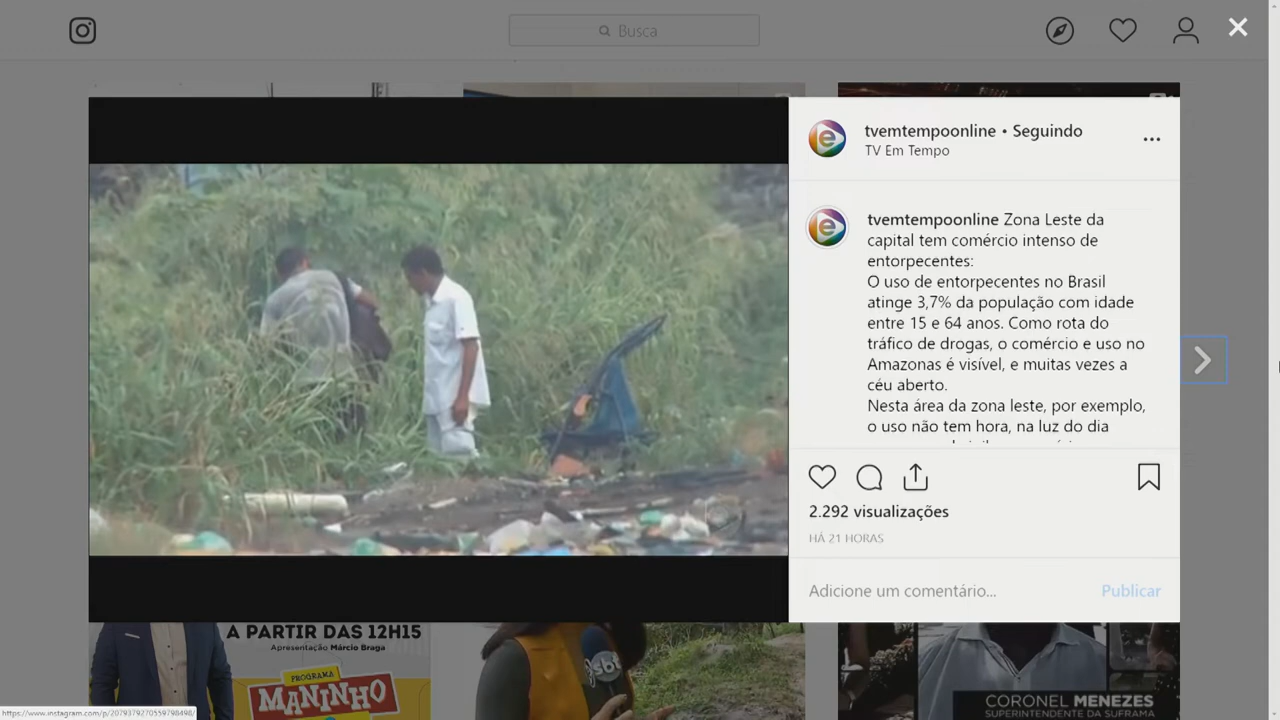 Busca
tvemtempoonline • Seguindo
TV Em Tempo
tvemtempoonline Zona Leste da
capital tem comércio intenso de
entorpecentes:
O uso de entorpecentes no Brasil
atinge 3,7% da população com idade
entre 15 e 64 anos. Como rota do
tráfico de drogas, o comércio e uso no
Amazonas é visível, e muitas vezes a
céu aberto.
Nesta área da zona leste, por exemplo,
o uso não tem hora, na luz do dia
2.292 visualizações
HÁ 21 HORAS
Adicione um comentário...
Publicar
A PARTIR DAS 12H15
Apresentação Márcio Braga
PROGRAMA
MANINHO
sbt
CORONEL MENEZES
SUPERINTENDENTE DA SUFRAMA
https://www.instagram.com/p/2079379270559798498/